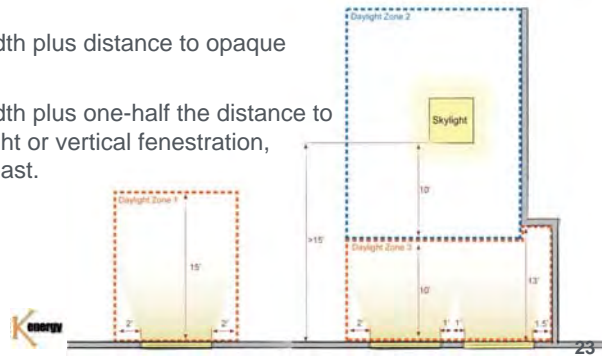 dth plus distance to opaque
dth plus one-half the distance to
ht or vertical fenestration,
ast.
Daylight Zone 2
Skylight
10'
>15'
Daylight Zone 1
15'
2'
2'
Daylight Zone 3
10'
13'
2'
1'
1'
1.5'
Kenergy
23